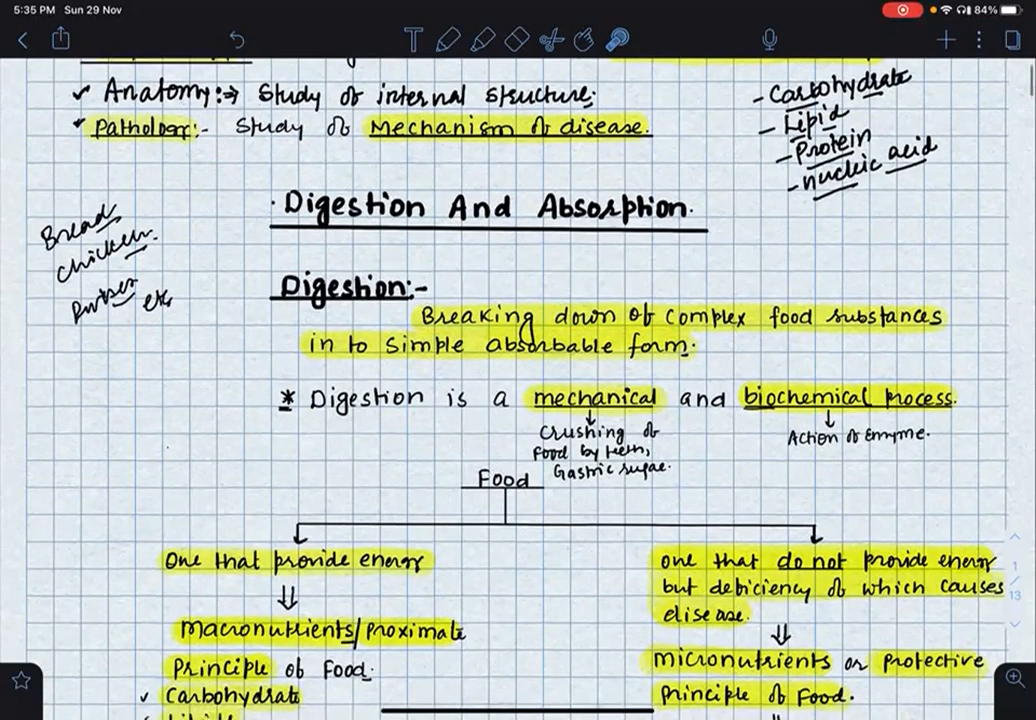 5:35 PM Sun 29 Nov
84%
Anatomy:⇒ Study of internal structure.
Pathology:- Study of Mechanism of disease.
- Carbohydrate
- Lipid
- Protein
- nucleic acid
Digestion And Absorption.
Bread
Chicken
etc
Digestion:-
Breaking down of complex food substances
in to simple absorbable form.
* Digestion is a mechanical and biochemical process.
↓
Crushing of
food by teeth,
Gastric
↓
Action of Enzyme.
Food
One that provide energy
⇓
Macronutrients/proximate
principle of Food.
✓ Carbohydrate
one that do not provide energy
but deficiency of which causes
disease.
⇓
micronutrients or protective
principle of Food.
1
/
13